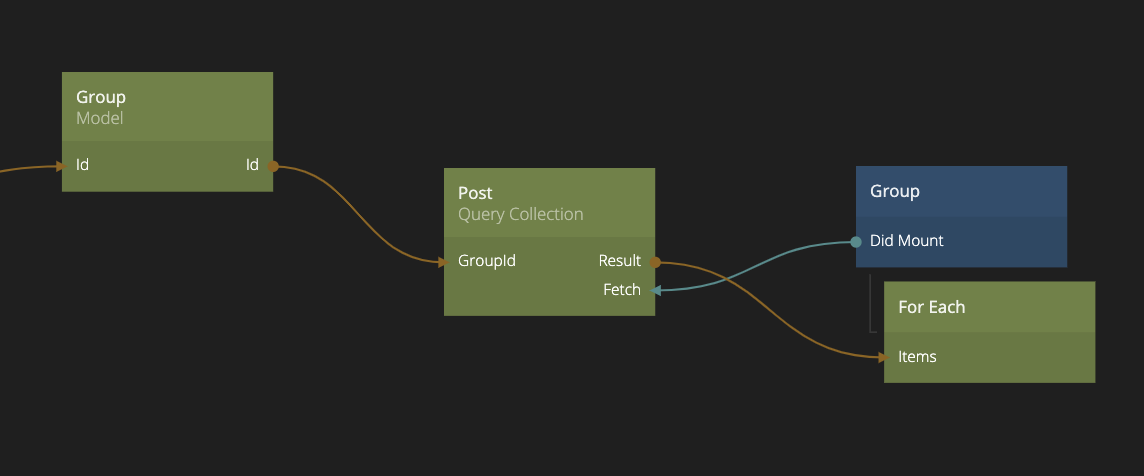 Group
Model
Id
Id
Post
Query Collection
GroupId
Result
Fetch
Group
Did Mount
For Each
Items